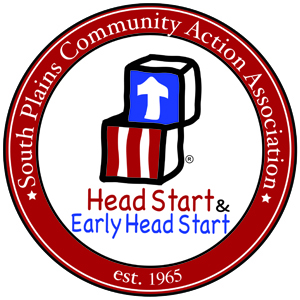 South Plains Community Action Association
®
Head Start &
Early Head Start
est. 1965